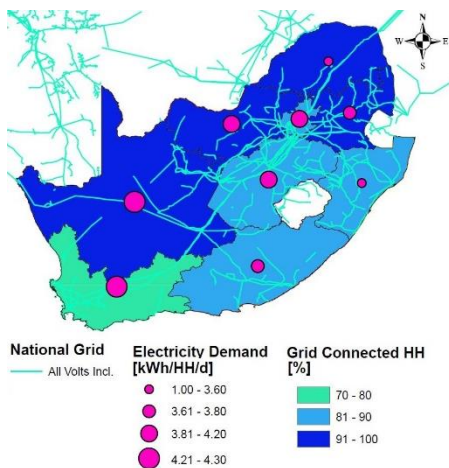 N
W E
S
National Grid
All Volts Incl.
Electricity Demand
[kWh/HH/d]
1.00 - 3.60
3.61 - 3.80
3.81 - 4.20
4.21 - 4.30
Grid Connected HH
[%]
70 - 80
81 - 90
91 - 100